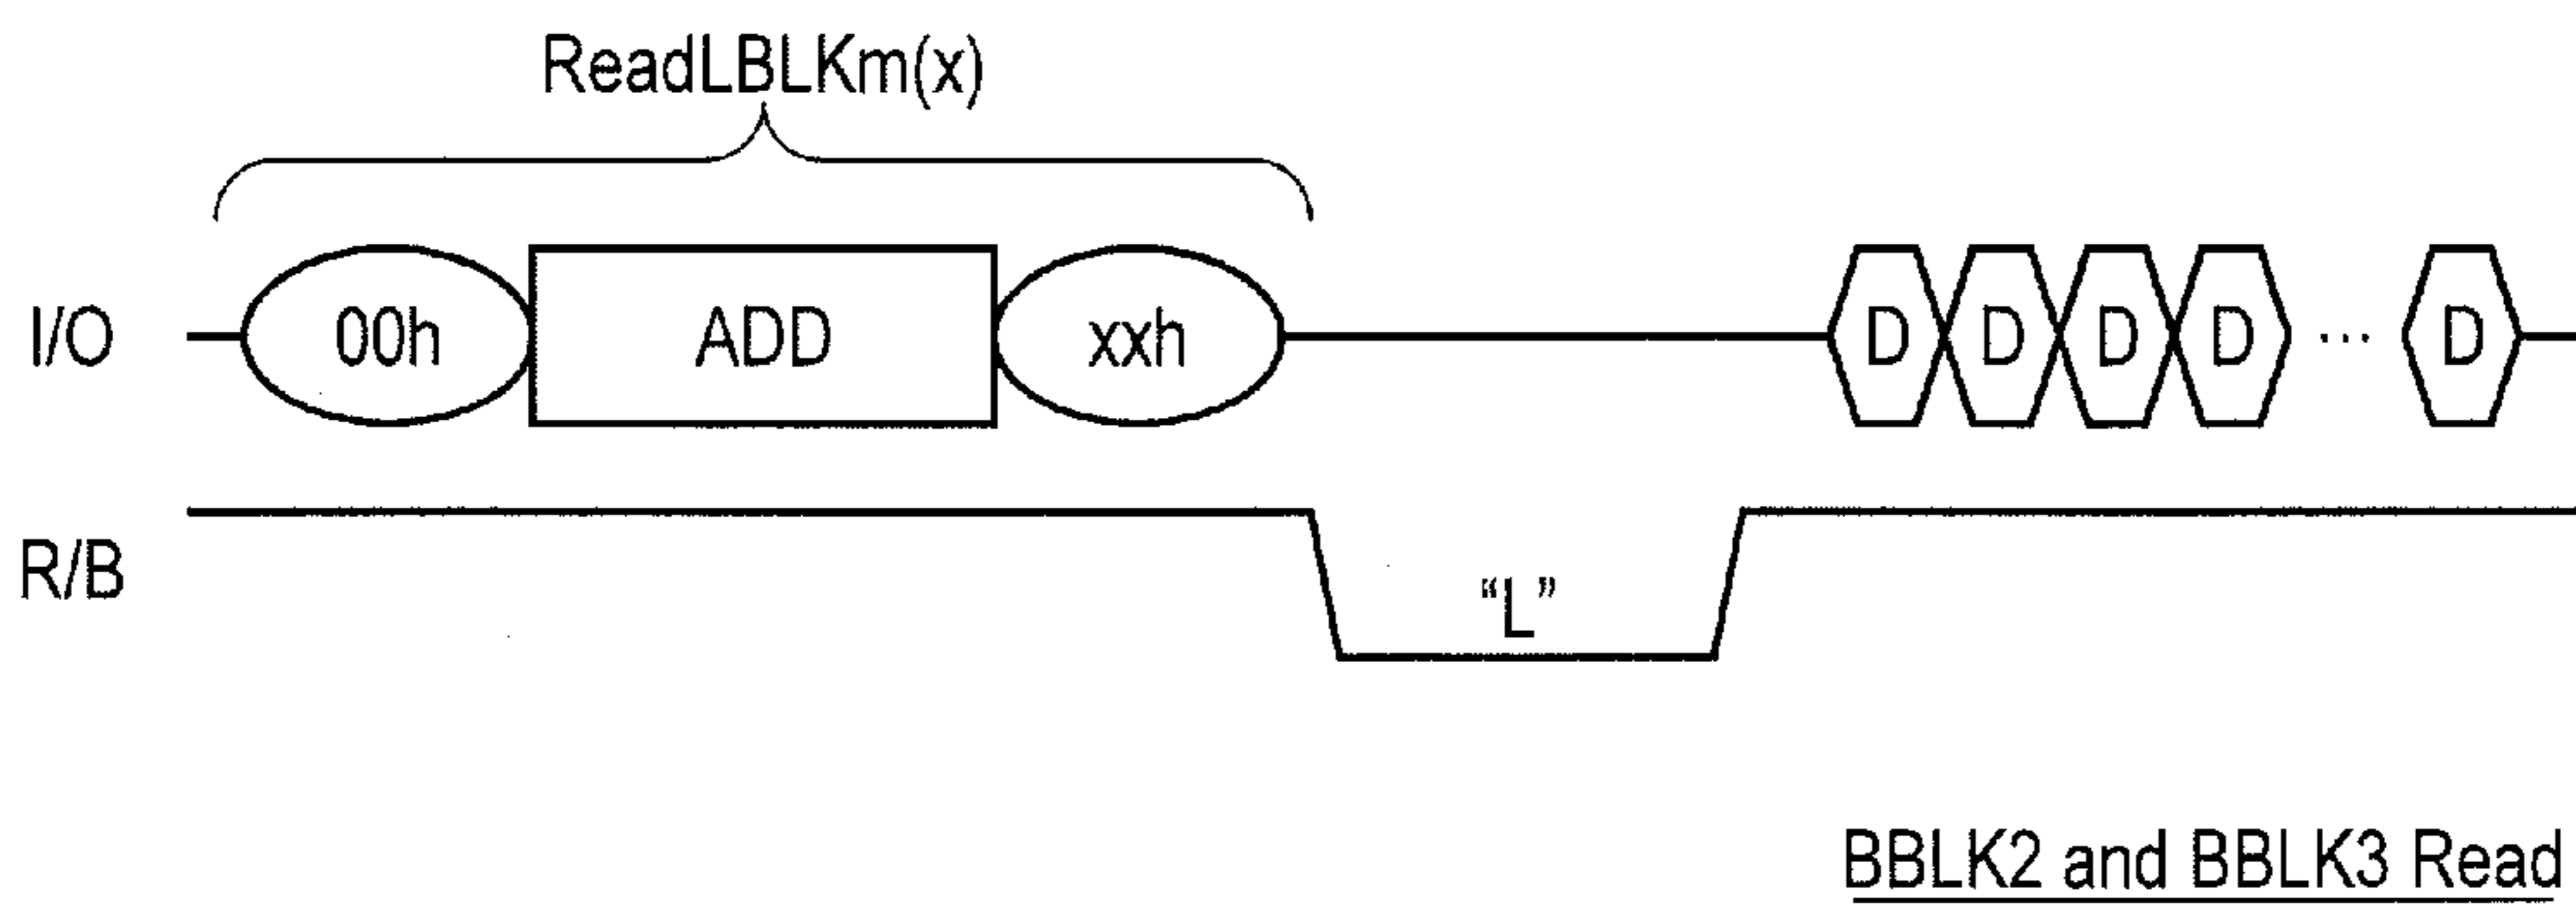 ReadLBLKm(x)
I/O 00h ADD xxh D D D D ... D
R/B
“L”
BBLK2 and BBLK3 Read